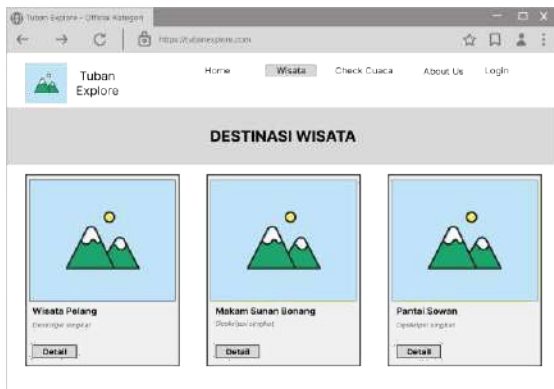 Tuban Explore - Official Kategori
https://tubanexplore.com
Tuban
Explore
Home
Wisata
Check Cuaca
About Us
Login
DESTINASI WISATA
Wisata Pelang
Deskripsi singkat
Detail
Makam Sunan Bonang
Deskripsi singkat
Detail
Pantai Sowan
Deskripsi singkat
Detail